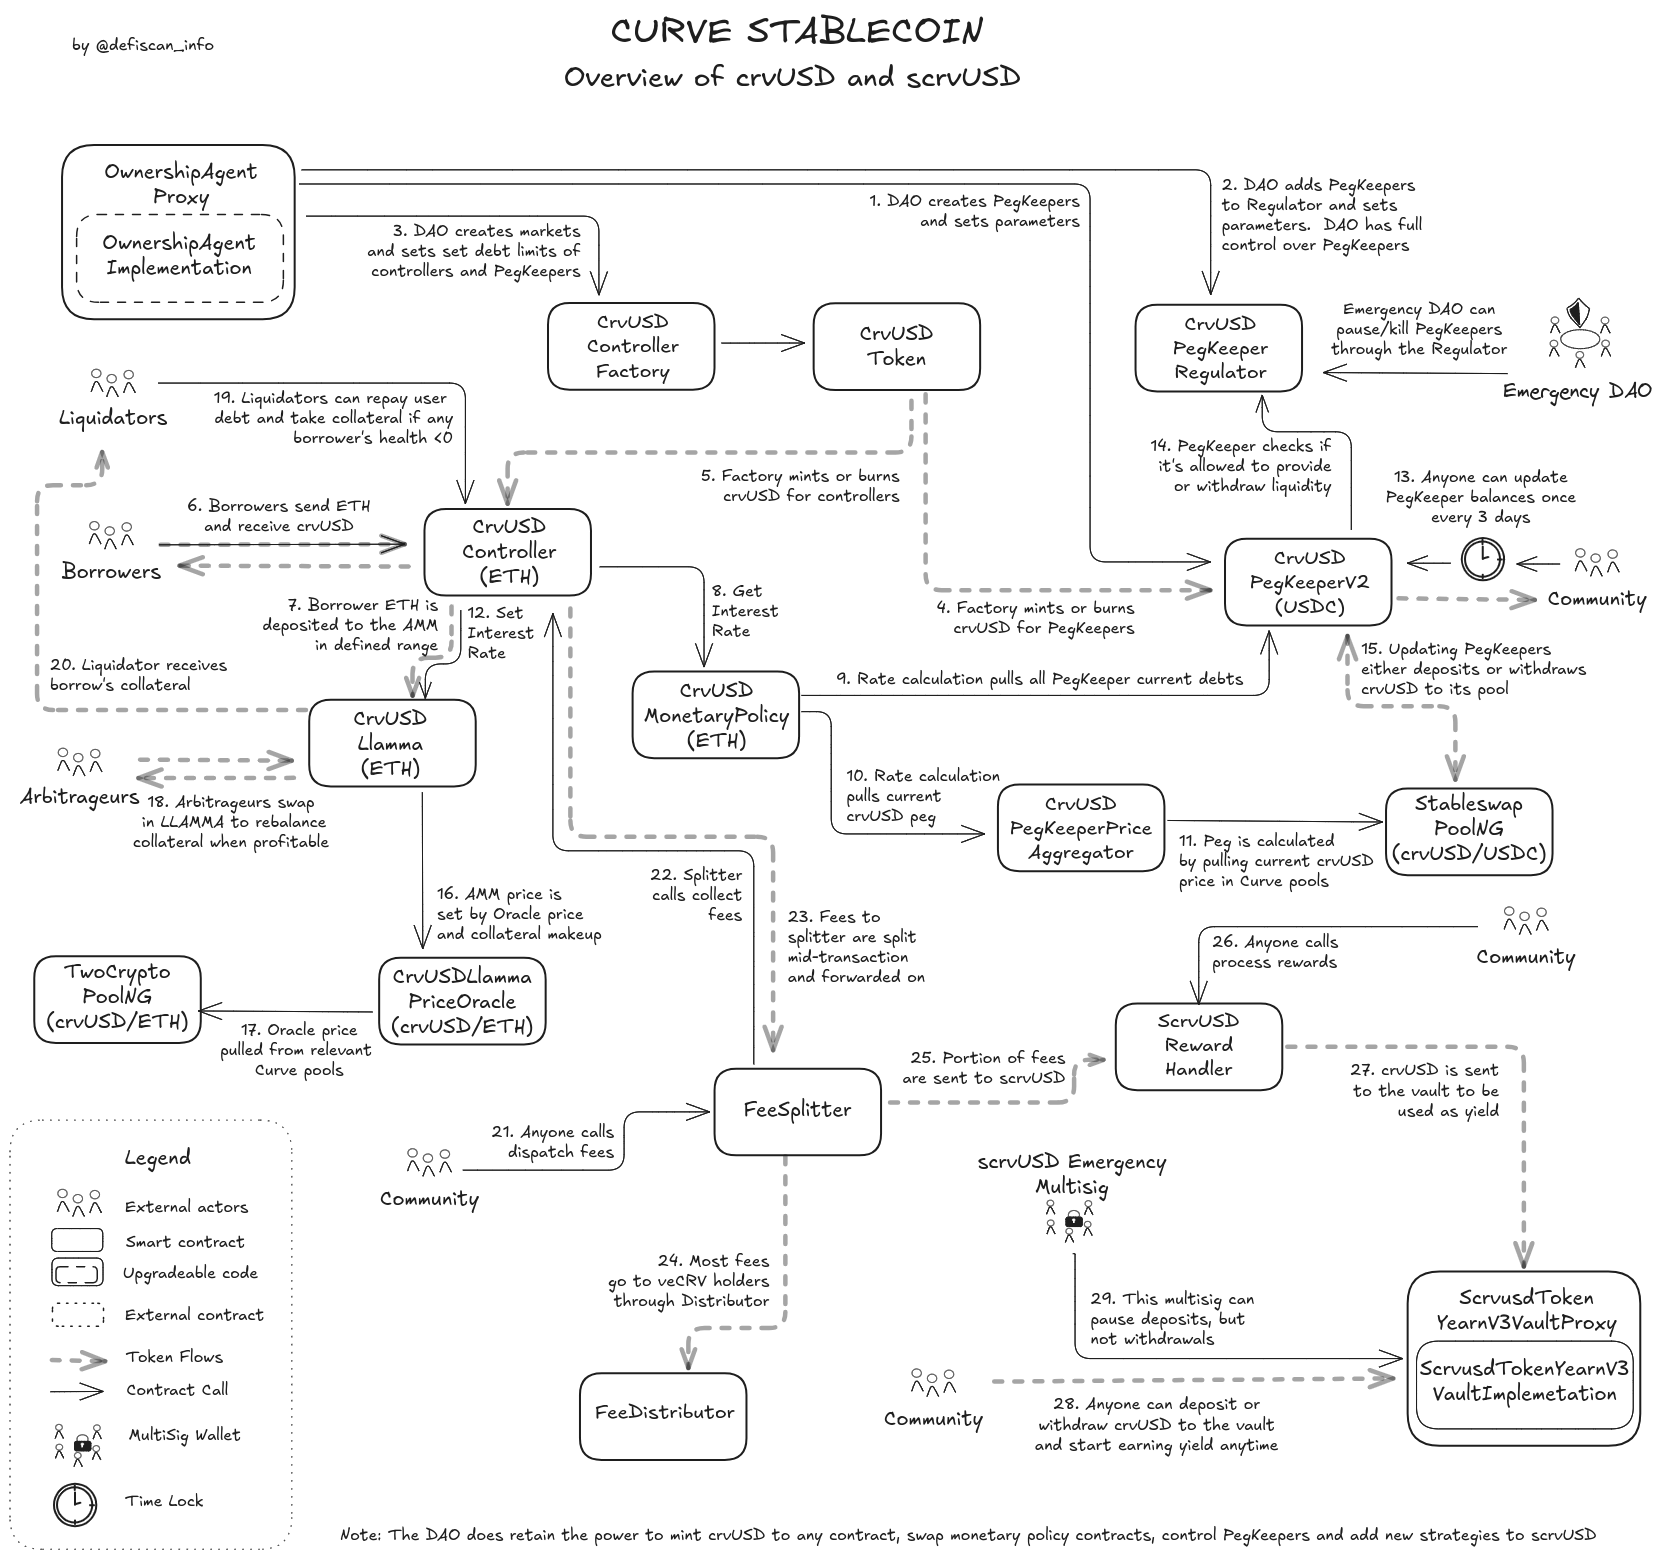 CURVE STABLECOIN
by @defiscan_info
Overview of crvUSD and scrvUSD
OwnershipAgent
Proxy
OwnershipAgent
Implementation
1. DAO creates PegKeepers
and sets parameters
2. DAO adds PegKeepers
to Regulator and sets
parameters. DAO has full
control over PegKeepers
3. DAO creates markets
and sets set debt limits of
controllers and PegKeepers
CrvUSD
Controller
Factory
CrvUSD
Token
CrvUSD
PegKeeper
Regulator
Emergency DAO can
pause/kill PegKeepers
through the Regulator
Emergency DAO
Liquidators
19. Liquidators can repay user
debt and take collateral if any
borrower's health <0
5. Factory mints or burns
crvUSD for controllers
14. PegKeeper checks if
it's allowed to provide
or withdraw liquidity
13. Anyone can update
PegKeeper balances once
every 3 days
6. Borrowers send ETH
and receive crvUSD
Borrowers
CrvUSD
Controller
(ETH)
CrvUSD
PegKeeperV2
(USDC)
Community
7. Borrower ETH is
deposited to the AMM
in defined range
12. Set
Interest
Rate
8. Get
Interest
Rate
4. Factory mints or burns
crvUSD for PegKeepers
15. Updating PegKeepers
either deposits or withdraws
crvUSD to its pool
20. Liquidator receives
borrow's collateral
9. Rate calculation pulls all PegKeeper current debts
CrvUSD
Llamma
(ETH)
CrvUSD
MonetaryPolicy
(ETH)
Arbitrageurs
18. Arbitrageurs swap
in LLAMMA to rebalance
collateral when profitable
10. Rate calculation
pulls current
crvUSD peg
CrvUSD
PegKeeperPrice
Aggregator
11. Peg is calculated
by pulling current crvUSD
price in Curve pools
Stableswap
PoolNG
(crvUSD/USDC)
16. AMM price is
set by Oracle price
and collateral makeup
22. Splitter
calls collect
fees
23. Fees to
splitter are split
mid-transaction
and forwarded on
26. Anyone calls
process rewards
Community
TwoCrypto
PoolNG
(crvUSD/ETH)
CrvUSDLlamma
PriceOracle
(crvUSD/ETH)
17. Oracle price
pulled from relevant
Curve pools
ScrvUSD
Reward
Handler
25. Portion of fees
are sent to scrvUSD
27. crvUSD is sent
to the vault to be
used as yield
FeeSplitter
21. Anyone calls
dispatch fees
Community
scrvUSD Emergency
Multisig
24. Most fees
go to veCRV holders
through Distributor
29. This multisig can
pause deposits, but
not withdrawals
ScrvusdToken
YearnV3VaultProxy
ScrvusdTokenYearnV3
VaultImplemetation
FeeDistributor
Community
28. Anyone can deposit or
withdraw crvUSD to the vault
and start earning yield anytime
Legend
External actors
Smart contract
Upgradeable code
External contract
Token Flows
Contract Call
MultiSig Wallet
Time Lock
Note: The DAO does retain the power to mint crvUSD to any contract, swap monetary policy contracts, control PegKeepers and add new strategies to scrvUSD